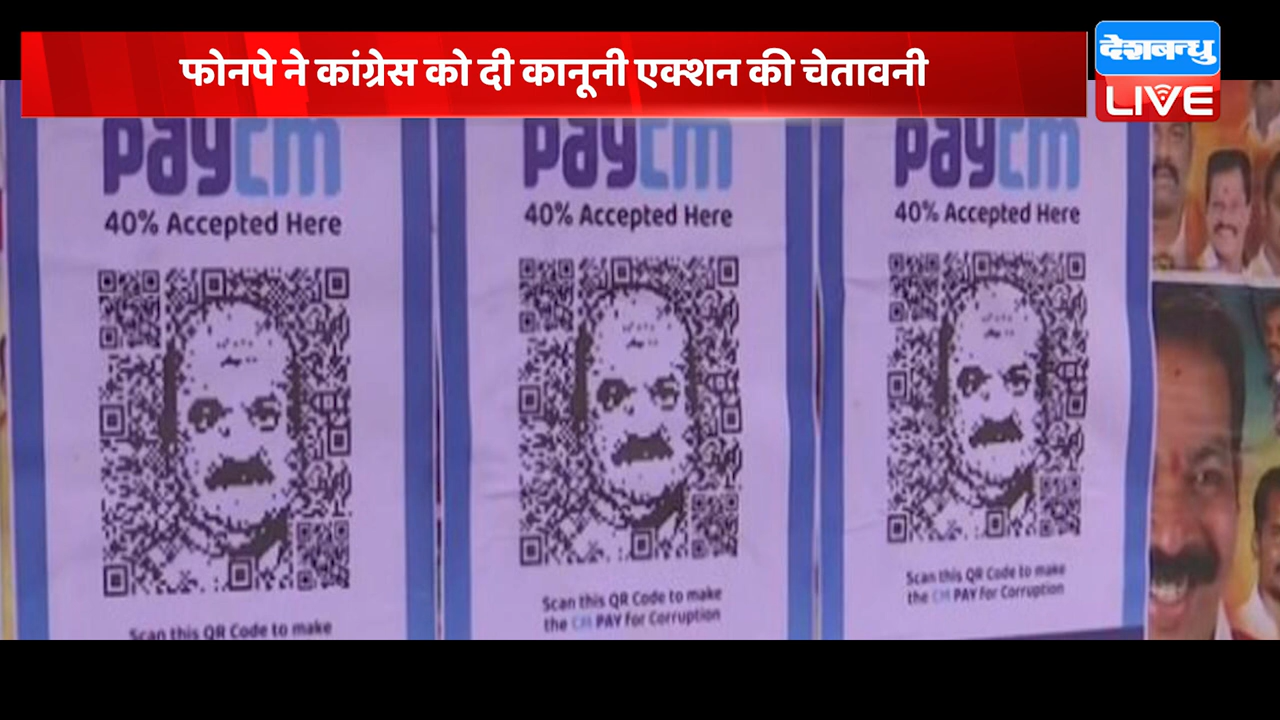 फोनपे ने कांग्रेस को दी कानूनी एक्शन की चेतावनी
देशबन्धु
LIVE
PayCM
40% Accepted Here
Scan this QR Code to make
PayCM
40% Accepted Here
Scan this QR Code to make
the CM PAY for Corruption
PayCM
40% Accepted Here
Scan this QR Code to make
the CM PAY for Corruption